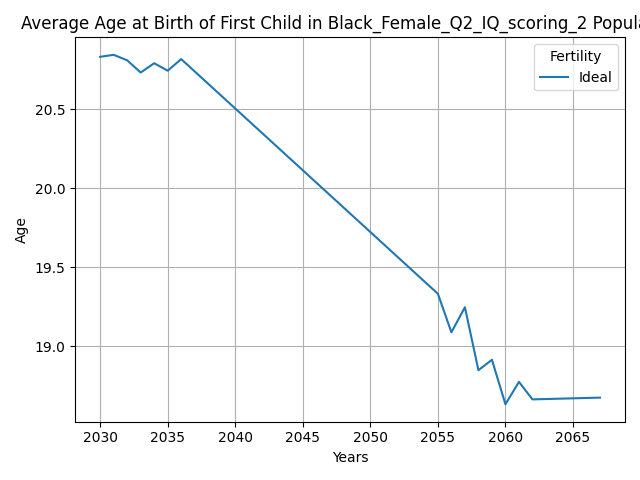 Average Age at Birth of First Child in Black_Female_Q2_IQ_scoring_2 Popula
Fertility
Ideal
20.5
20.0
19.5
19.0
Age
2030 2035 2040 2045 2050 2055 2060 2065
Years